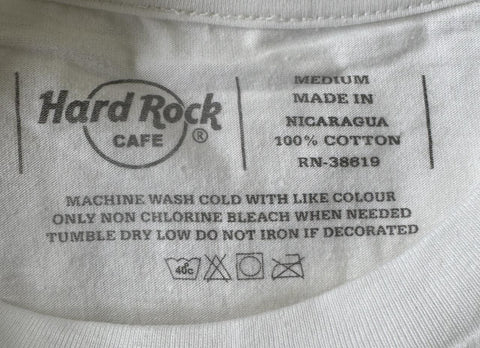 Hard Rock
CAFE
®
MEDIUM
MADE IN
NICARAGUA
100% COTTON
RN-38619
MACHINE WASH COLD WITH LIKE COLOUR
ONLY NON CHLORINE BLEACH WHEN NEEDED
TUMBLE DRY LOW DO NOT IRON IF DECORATED
40c